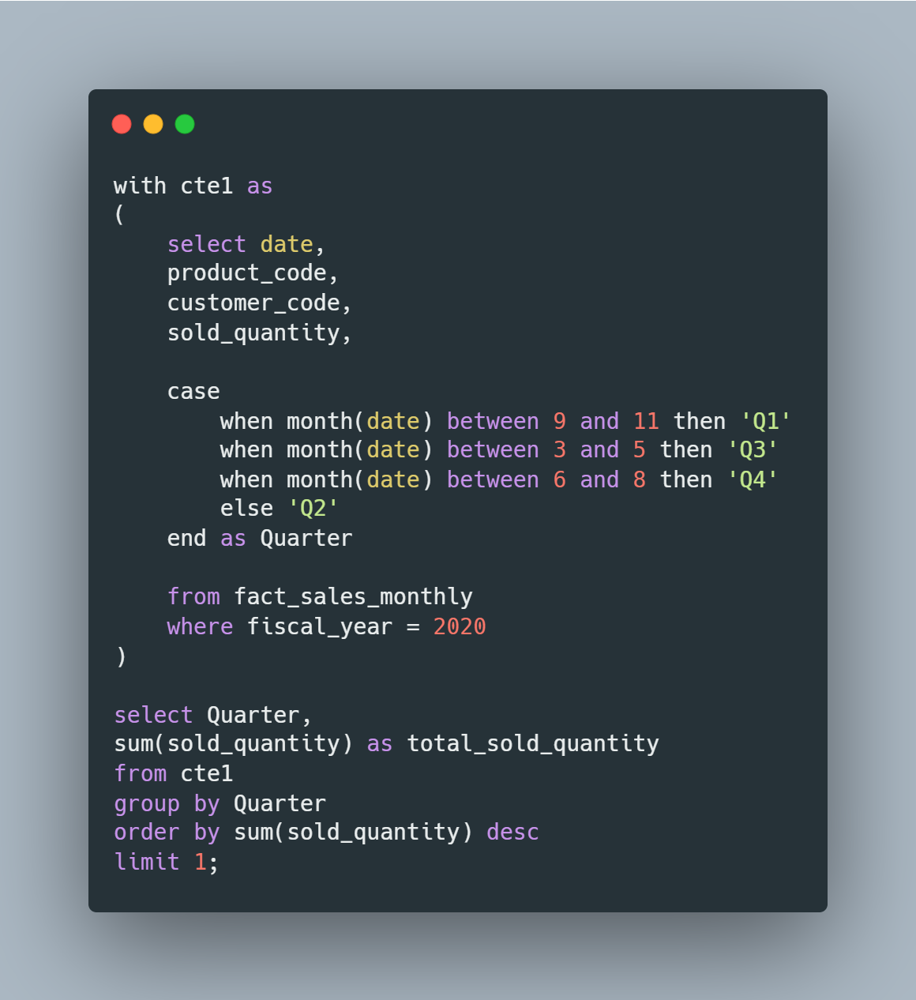 with cte1 as
(
    select date,
    product_code,
    customer_code,
    sold_quantity,

    case
        when month(date) between 9 and 11 then 'Q1'
        when month(date) between 3 and 5 then 'Q3'
        when month(date) between 6 and 8 then 'Q4'
        else 'Q2'
    end as Quarter

    from fact_sales_monthly
    where fiscal_year = 2020
)

select Quarter,
sum(sold_quantity) as total_sold_quantity
from cte1
group by Quarter
order by sum(sold_quantity) desc
limit 1;